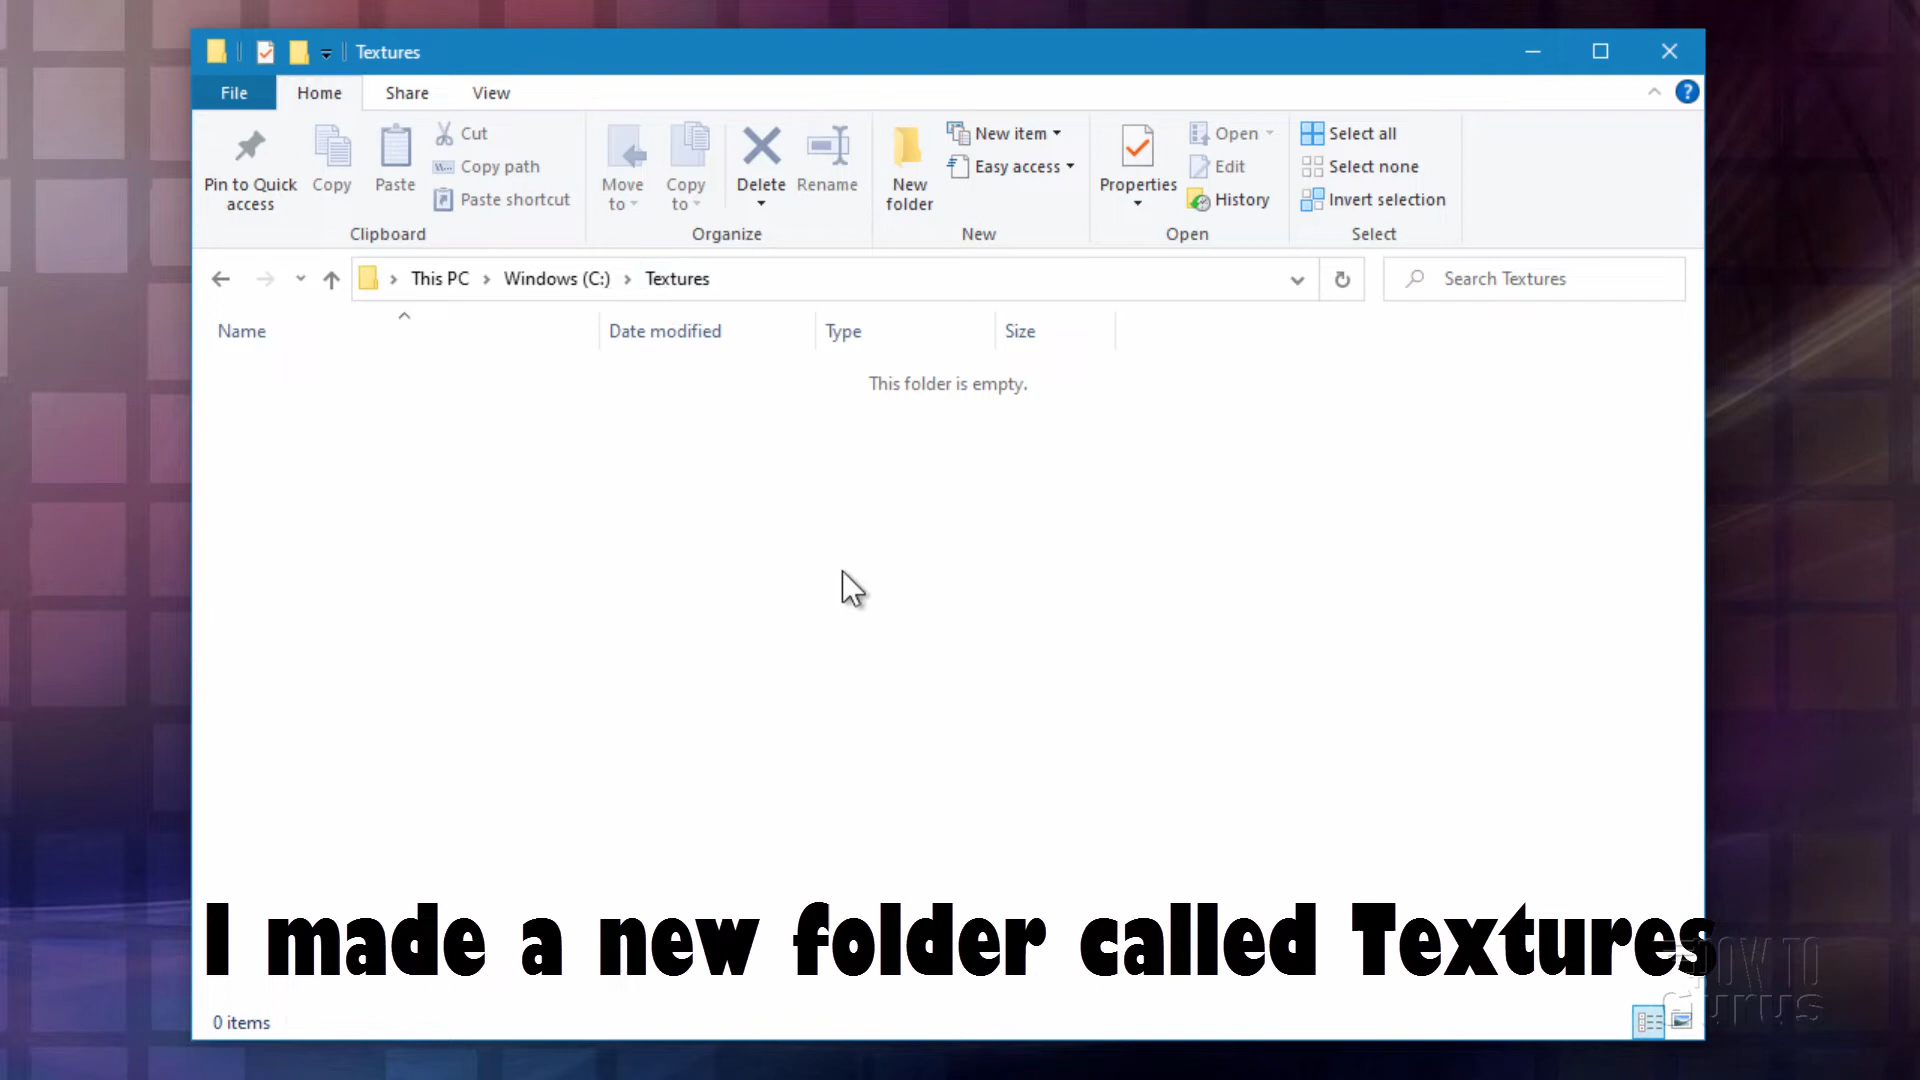 Textures
File Home Share View
Pin to Quick access
Copy
Paste
Cut
Copy path
Paste shortcut
Clipboard
Move to
Copy to
Delete
Rename
Organize
New folder
New item
Easy access
New
Properties
Open
Edit
History
Open
Select all
Select none
Invert selection
Select
This PC > Windows (C:) > Textures
Search Textures
Name Date modified Type Size
This folder is empty.
I made a new folder called Textures
HOW TO
Gurus
0 items